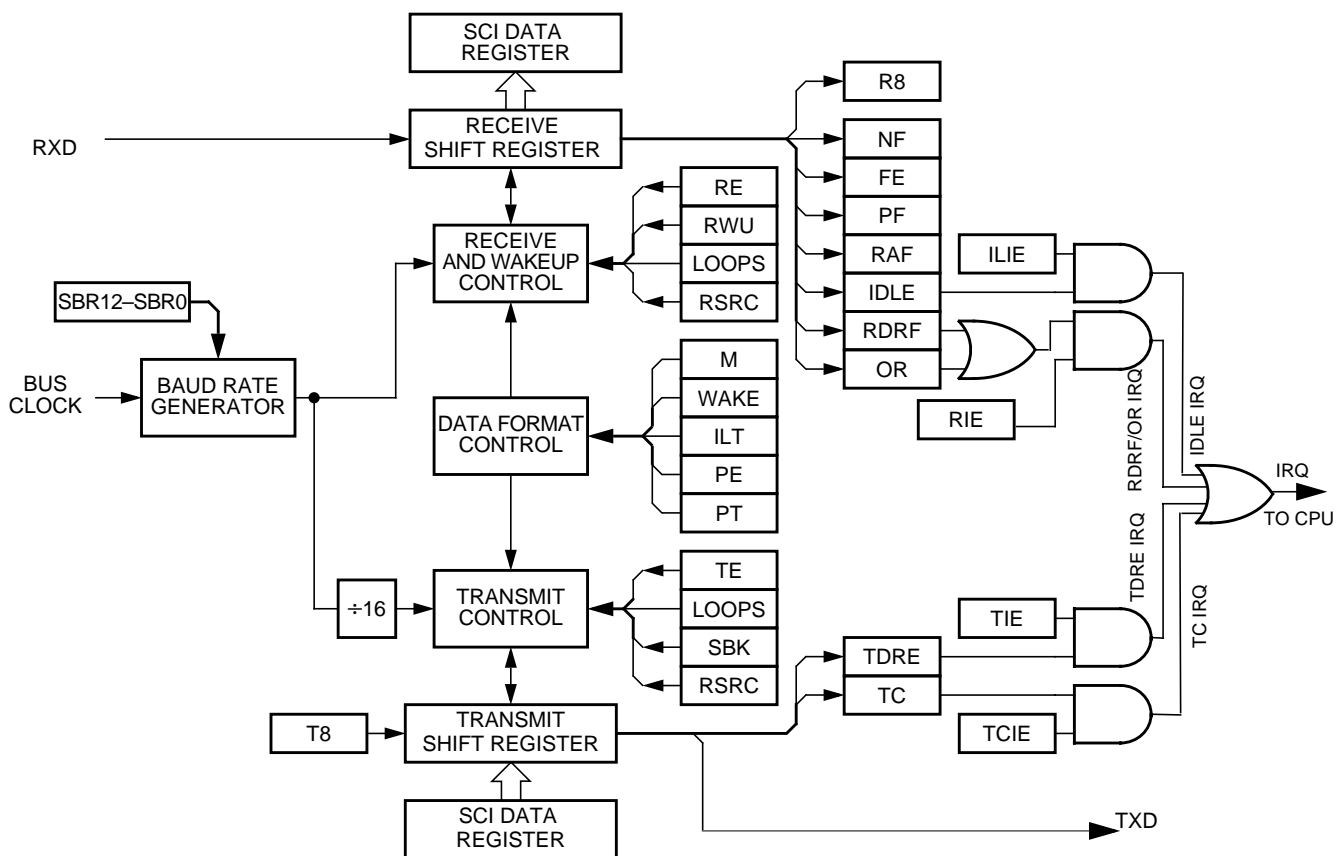 SCI DATA
REGISTER
RXD
RECEIVE
SHIFT REGISTER
R8
NF
FE
PF
RAF
IDLE
RDRF
OR
RE
RWU
LOOPS
RSRC
RECEIVE
AND WAKEUP
CONTROL
ILIE
RIE
SBR12–SBR0
BUS
CLOCK
BAUD RATE
GENERATOR
DATA FORMAT
CONTROL
M
WAKE
ILT
PE
PT
RDRF/OR IRQ
IDLE IRQ
IRQ
TO CPU
TDRE IRQ
TC IRQ
÷16
TRANSMIT
CONTROL
TE
LOOPS
SBK
RSRC
TIE
TDRE
TC
TCIE
T8
TRANSMIT
SHIFT REGISTER
SCI DATA
REGISTER
TXD